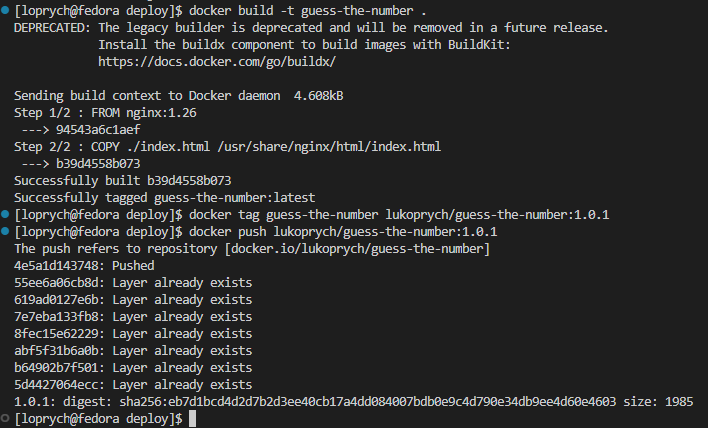 [loprych@fedora deploy]$ docker build -t guess-the-number .
DEPRECATED: The legacy builder is deprecated and will be removed in a future release.
            Install the buildx component to build images with BuildKit:
            https://docs.docker.com/go/buildx/

Sending build context to Docker daemon  4.608kB
Step 1/2 : FROM nginx:1.26
 ---> 94543a6c1aef
Step 2/2 : COPY ./index.html /usr/share/nginx/html/index.html
 ---> b39d4558b073
Successfully built b39d4558b073
Successfully tagged guess-the-number:latest
[loprych@fedora deploy]$ docker tag guess-the-number lukoprych/guess-the-number:1.0.1
[loprych@fedora deploy]$ docker push lukoprych/guess-the-number:1.0.1
The push refers to repository [docker.io/lukoprych/guess-the-number]
4e5a1d143748: Pushed
55ee6a06cb8d: Layer already exists
619ad0127e6b: Layer already exists
7e7eba133fb8: Layer already exists
8fec15e62229: Layer already exists
abf5f31b6a0b: Layer already exists
b64902b7f501: Layer already exists
5d4427064ecc: Layer already exists
1.0.1: digest: sha256:eb7d1bcd4d2d7b2d3ee40cb17a4dd084007bdb0e9c4d790e34db9ee4d60e4603 size: 1985
[loprych@fedora deploy]$